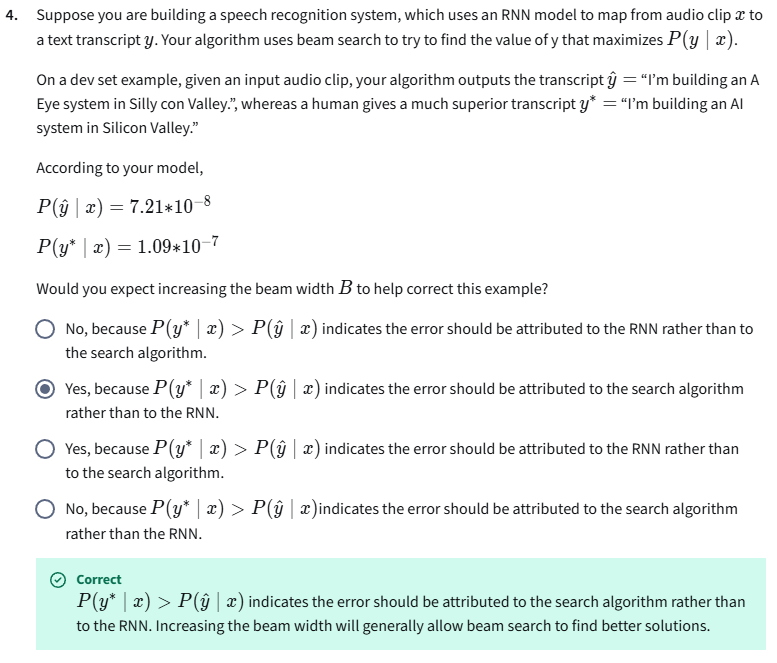 4. Suppose you are building a speech recognition system, which uses an RNN model to map from audio clip x to
a text transcript y. Your algorithm uses beam search to try to find the value of y that maximizes P(y | x).
On a dev set example, given an input audio clip, your algorithm outputs the transcript ŷ = “I’m building an A
Eye system in Silly con Valley.”, whereas a human gives a much superior transcript y* = “I’m building an AI
system in Silicon Valley.”
According to your model,
P(ŷ | x) = 7.21∗10⁻⁸
P(y* | x) = 1.09∗10⁻⁷
Would you expect increasing the beam width B to help correct this example?
No, because P(y* | x) > P(ŷ | x) indicates the error should be attributed to the RNN rather than to
the search algorithm.
Yes, because P(y* | x) > P(ŷ | x) indicates the error should be attributed to the search algorithm
rather than to the RNN.
Yes, because P(y* | x) > P(ŷ | x) indicates the error should be attributed to the RNN rather than
to the search algorithm.
No, because P(y* | x) > P(ŷ | x)indicates the error should be attributed to the search algorithm
rather than the RNN.
Correct
P(y* | x) > P(ŷ | x) indicates the error should be attributed to the search algorithm rather than
to the RNN. Increasing the beam width will generally allow beam search to find better solutions.